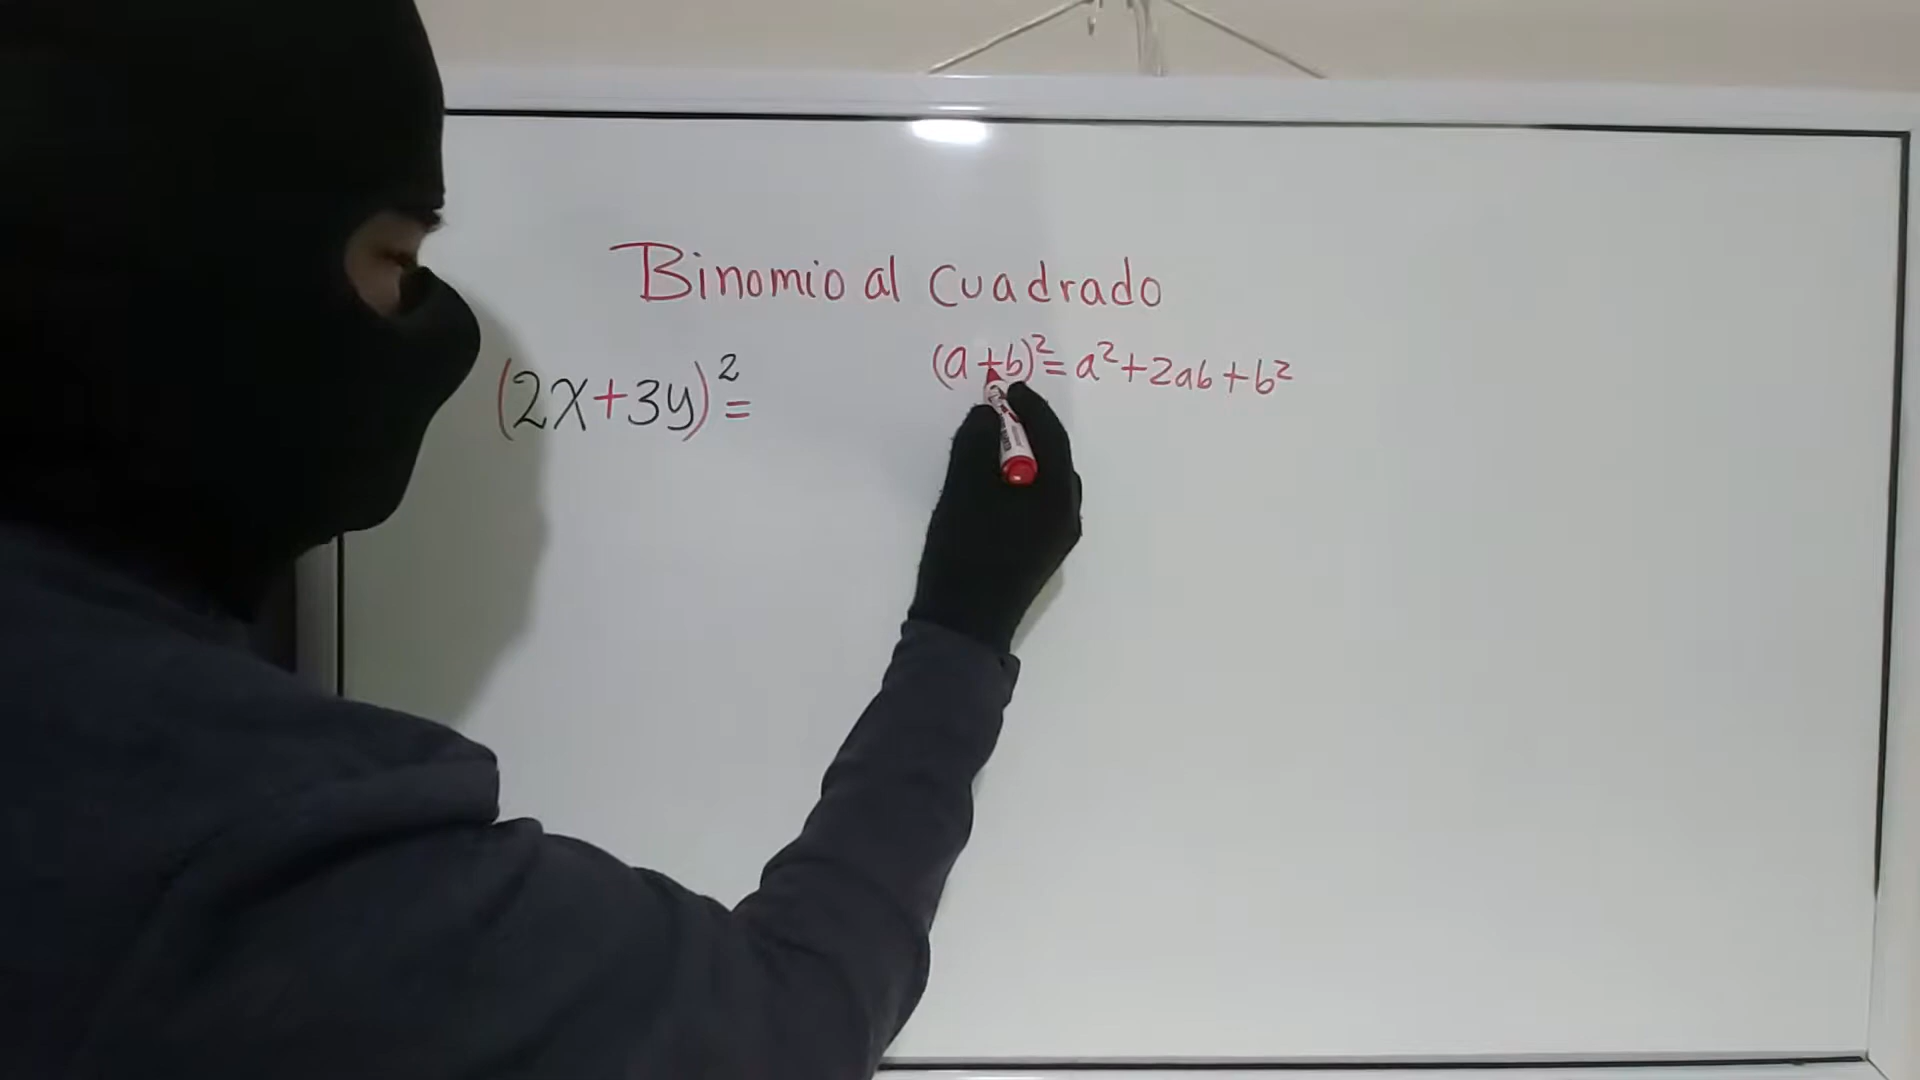 Binomio al cuadrado
(a+b)²= a²+2ab+b²
(2x+3y)²=